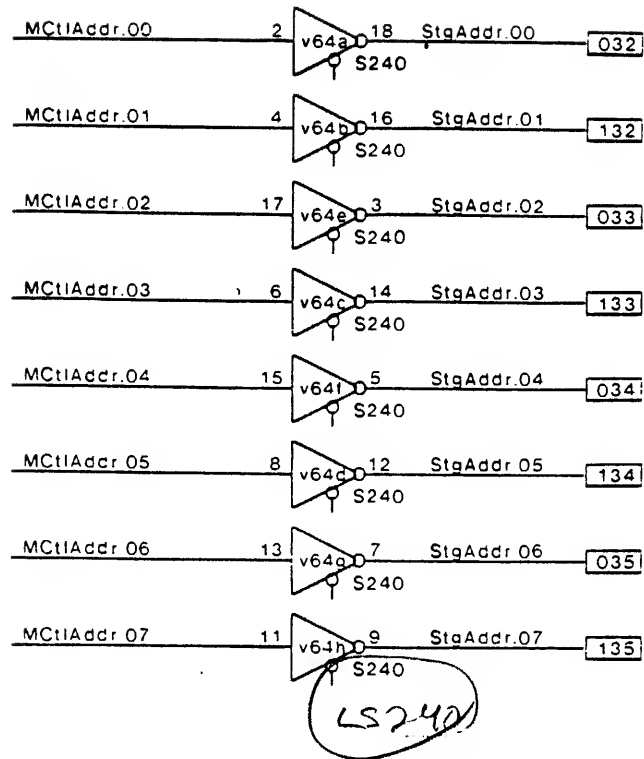 MCtlAddr.00 2 v64a 18 StgAddr.00 032
S240
MCtlAddr.01 4 v64b 16 StgAddr.01 132
S240
MCtlAddr.02 17 v64e 3 StgAddr.02 033
S240
MCtlAddr.03 6 v64c 14 StgAddr.03 133
S240
MCtlAddr.04 15 v64f 5 StgAddr.04 034
S240
MCtlAddr.05 8 v64d 12 StgAddr.05 134
S240
MCtlAddr.06 13 v64g 7 StgAddr.06 035
S240
MCtlAddr.07 11 v64h 9 StgAddr.07 135
S240
LS240